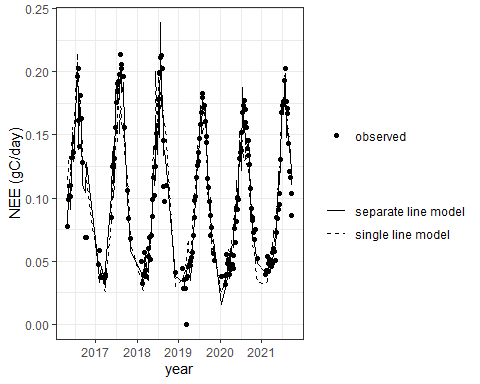 0.25
0.20
0.15
0.10
0.05
0.00
NEE (gC/day)
2017 2018 2019 2020 2021
year
observed
separate line model
single line model